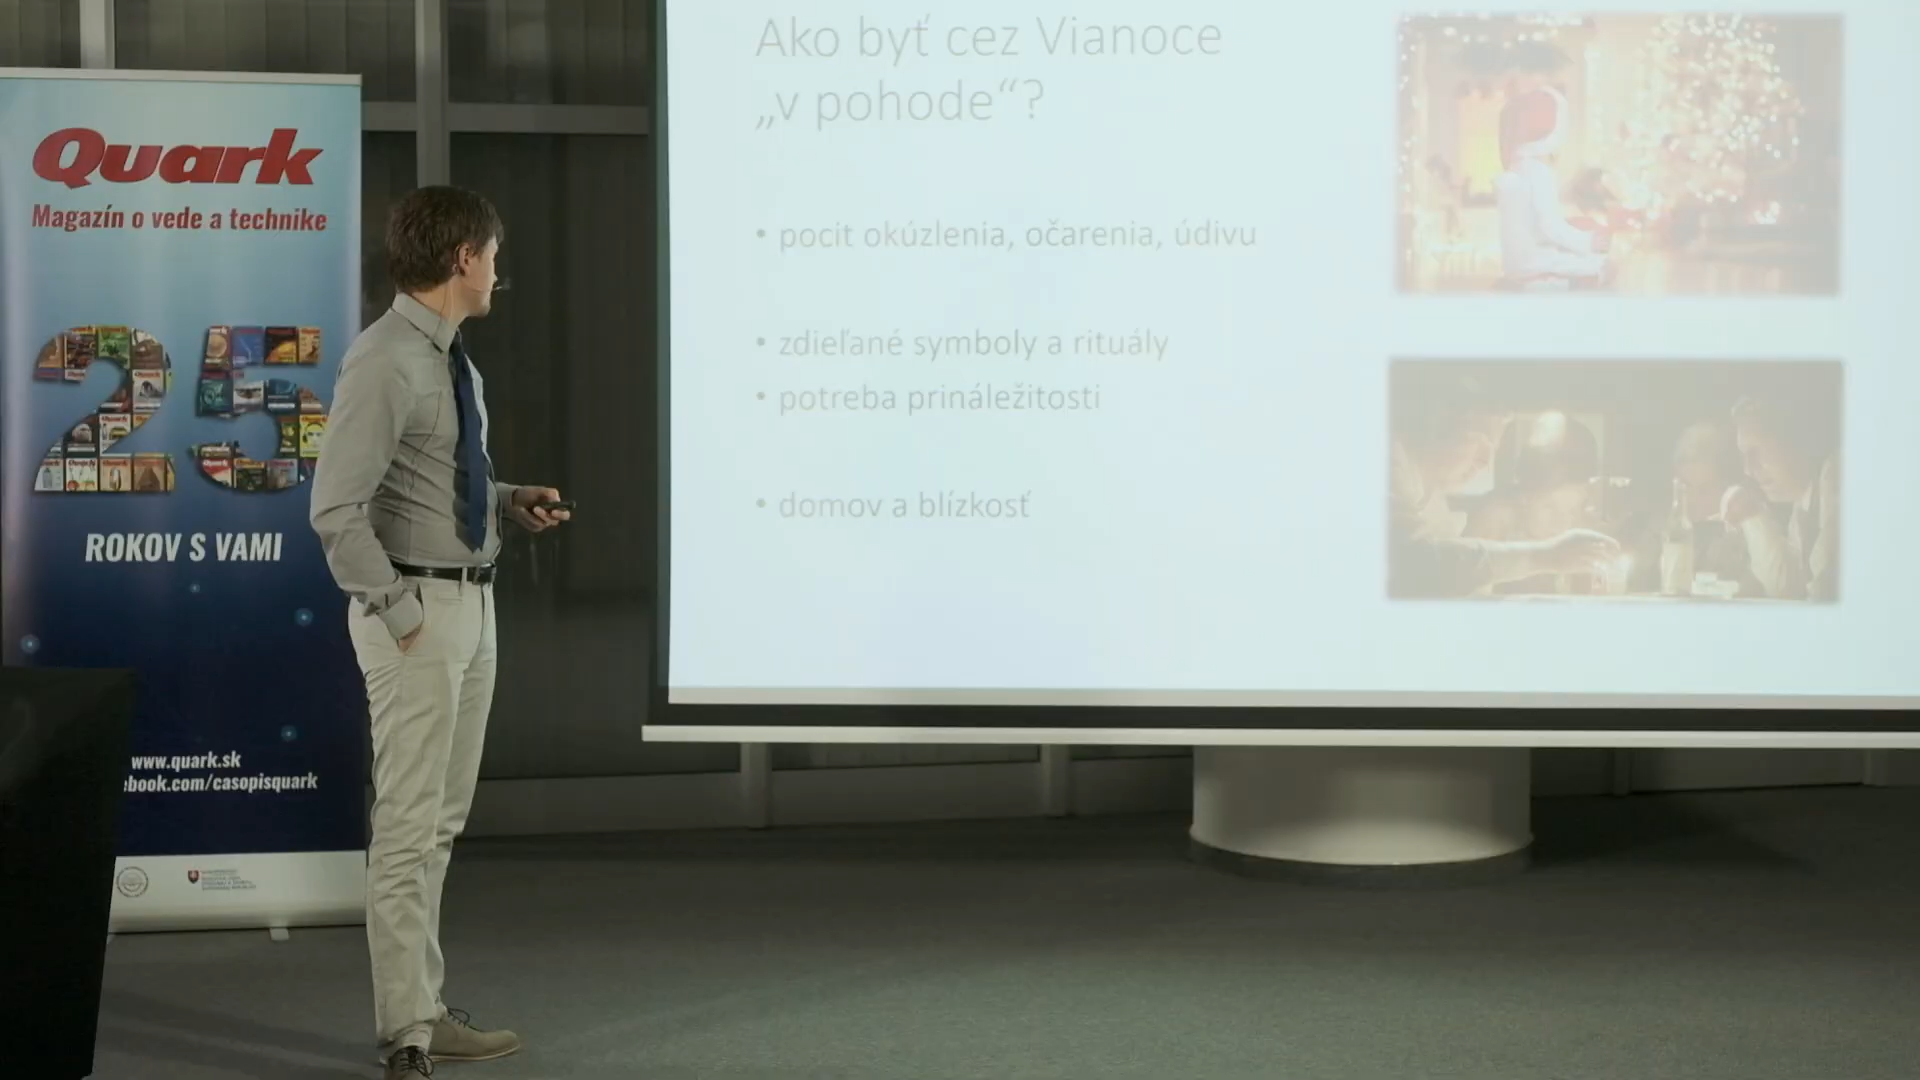 Quark
Magazín o vede a technike
25
ROKOV S VAMI
www.quark.sk
ebook.com/casopisquark
Ako byť cez Vianoce
„v pohode“?
• pocit okúzlenia, očarenia, údivu
• zdieľané symboly a rituály
• potreba prináležitosti
• domov a blízkosť